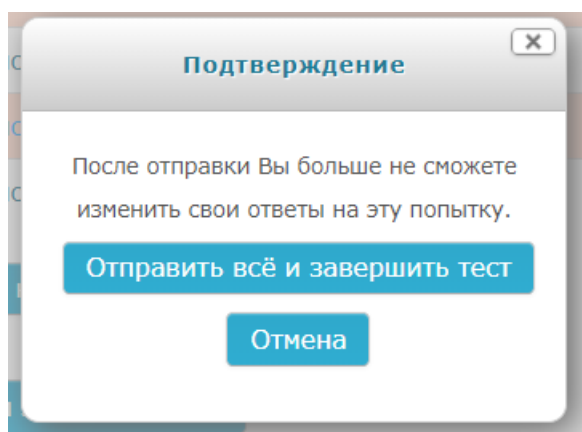 Подтверждение
После отправки Вы больше не сможете
изменить свои ответы на эту попытку.
Отправить всё и завершить тест
Отмена